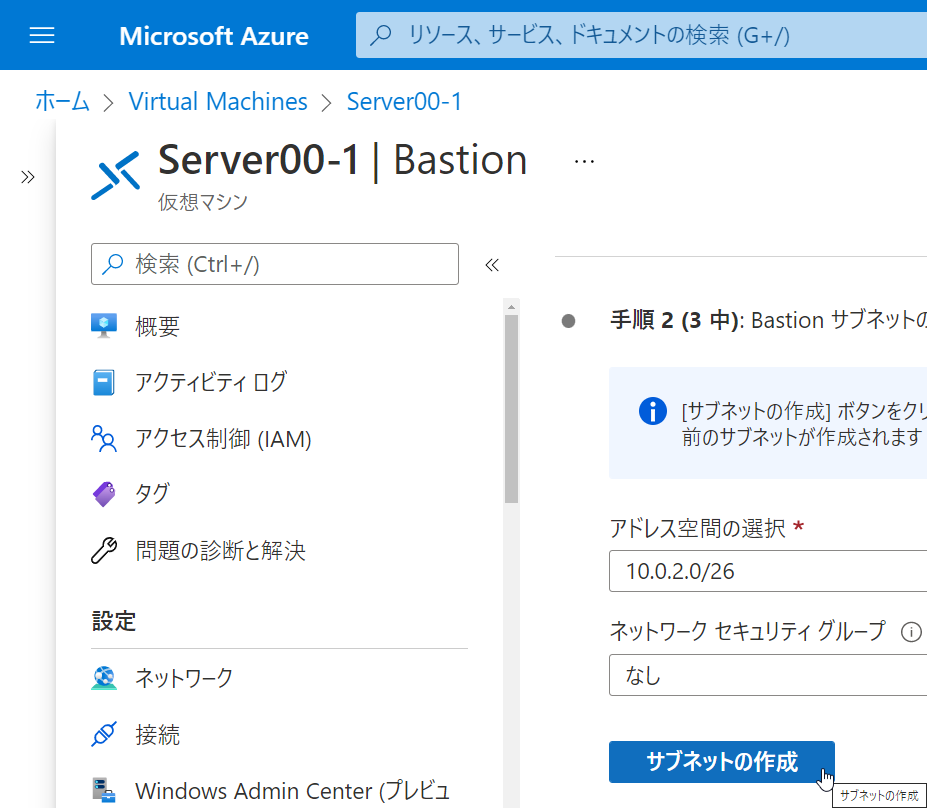 Microsoft Azure
リソース、サービス、ドキュメントの検索 (G+/)
ホーム > Virtual Machines > Server00-1
Server00-1 | Bastion ...
仮想マシン
検索 (Ctrl+/)
概要
アクティビティ ログ
アクセス制御 (IAM)
タグ
問題の診断と解決
設定
ネットワーク
接続
Windows Admin Center (プレビュ
手順 2 (3 中): Bastion サブネットの
[サブネットの作成] ボタンをクリ
前のサブネットが作成されます
アドレス空間の選択 *
10.0.2.0/26
ネットワーク セキュリティ グループ
なし
サブネットの作成
サブネットの作成